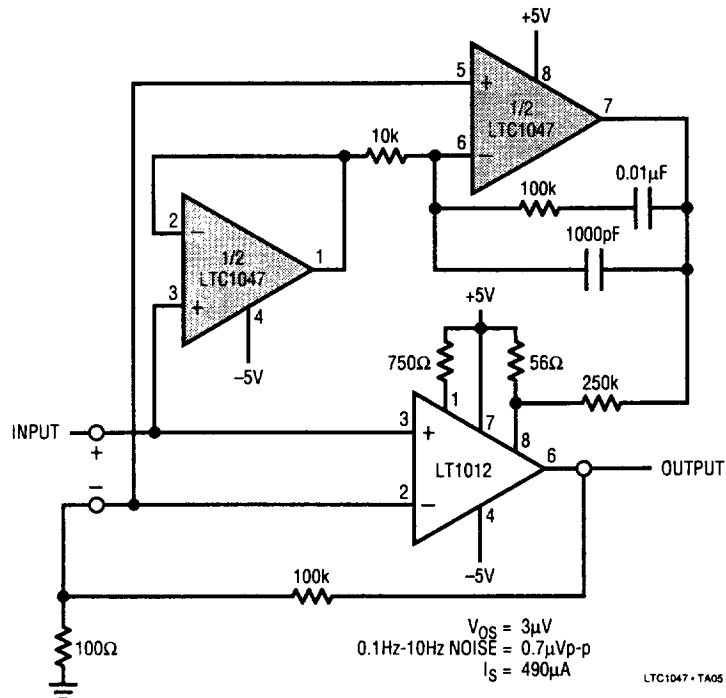 +5V
5
+
8
1/2
LTC1047
7
10k
6
−
0.01µF
100k
2
−
1/2
LTC1047
1
1000pF
3
+
4
+5V
−5V
750Ω
56Ω
250k
1
7
8
INPUT
+
3
+
LT1012
6
OUTPUT
−
2
−
4
−5V
100k
100Ω
VOS = 3µV
0.1Hz-10Hz NOISE = 0.7µVp-p
IS = 490µA
LTC1047 • TA05